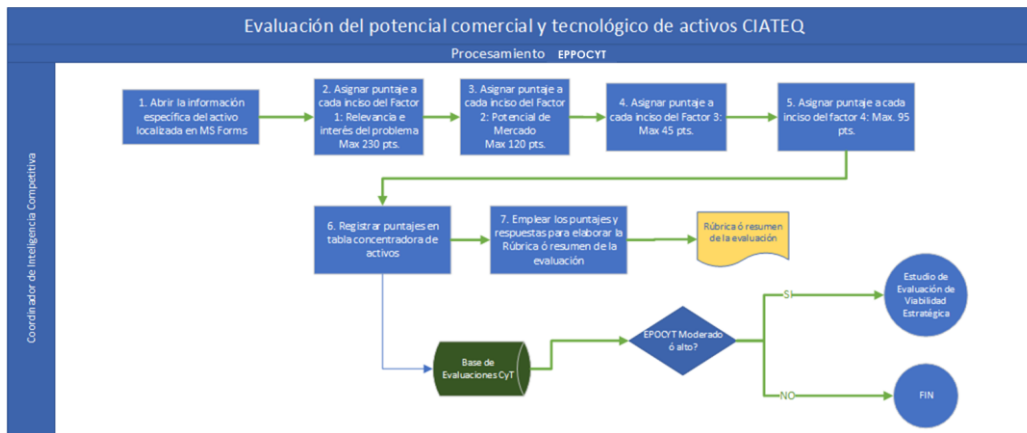 Evaluación del potencial comercial y tecnológico de activos CIATEQ
Procesamiento EPPOCYT
Coordinador de Inteligencia Competitiva
1. Abrir la información
específica del activo
localizada en MS Forms
2. Asignar puntaje a
cada inciso del Factor
1: Relevancia e
interés del problema
Max 230 pts.
3. Asignar puntaje a
cada inciso del Factor
2: Potencial de
Mercado
Max 120 pts.
4. Asignar puntaje a
cada inciso del Factor 3:
Max 45 pts.
5. Asignar puntaje a cada
inciso del factor 4: Max. 95
pts.
6. Registrar puntajes en
tabla concentradora de
activos
7. Emplear los puntajes y
respuestas para elaborar la
Rúbrica ó resumen de la
evaluación
Rúbrica ó resumen
de la evaluación
Base de
Evaluaciones CyT
EPOCYT Moderado
ó alto?
SI
Estudio de
Evaluación de
Viabilidad
Estratégica
NO
FIN